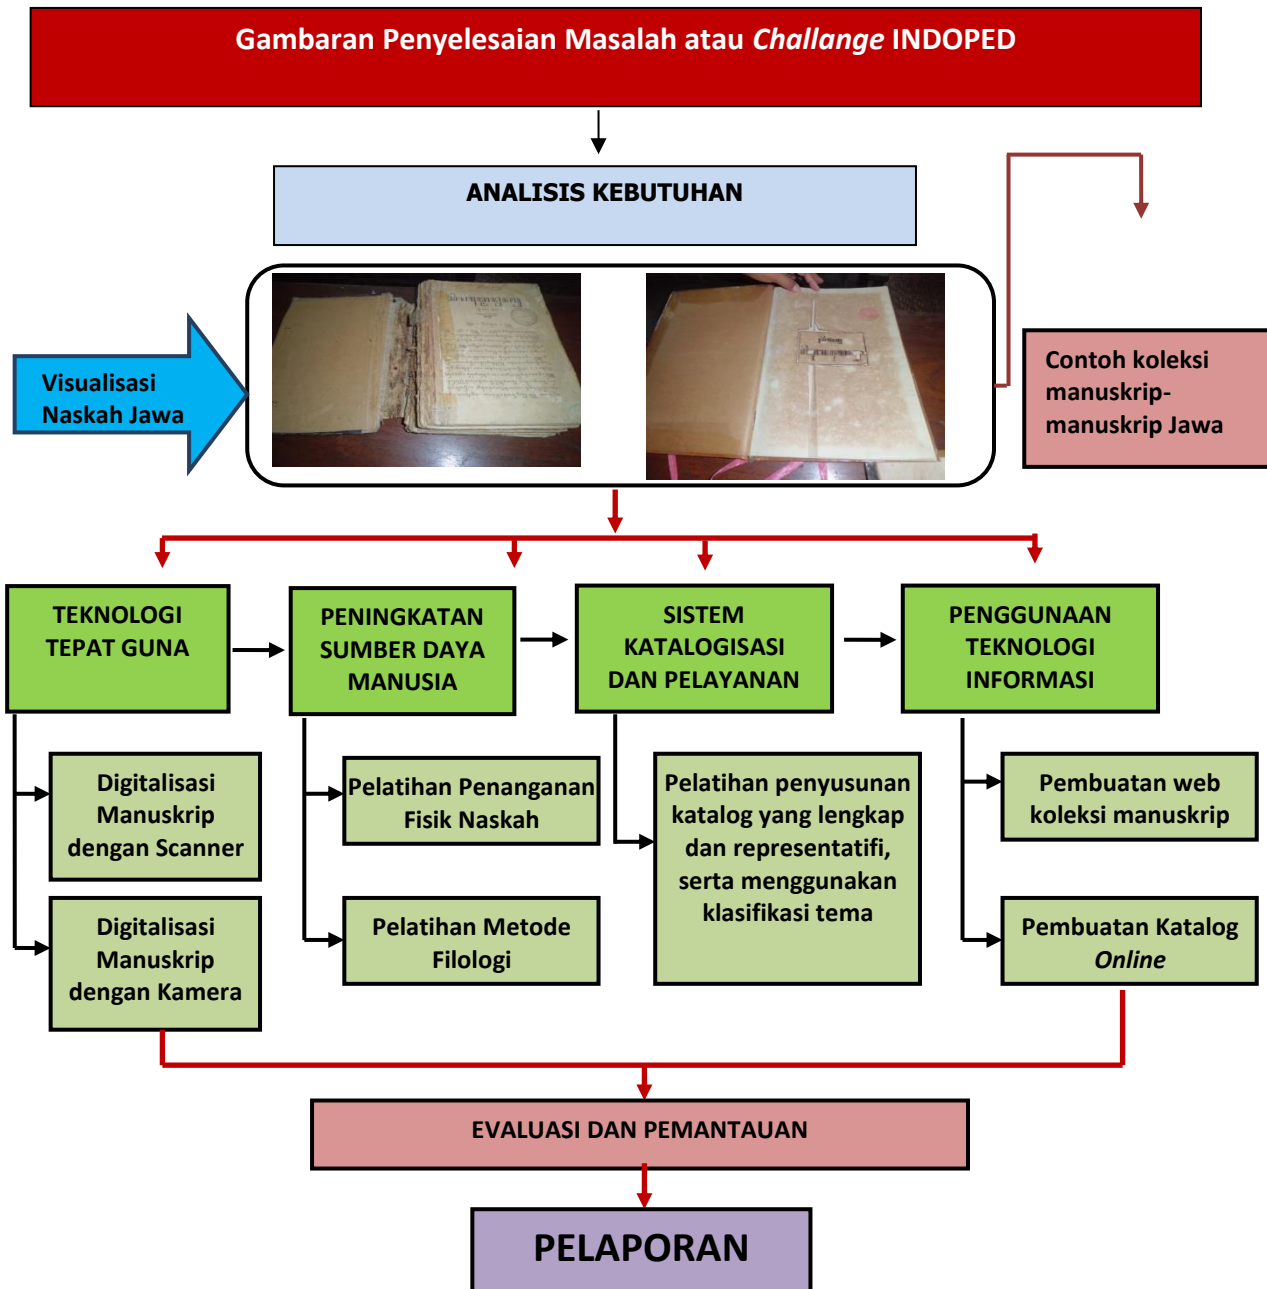 Gambaran Penyelesaian Masalah atau Challange INDOPED
ANALISIS KEBUTUHAN
Visualisasi
Naskah Jawa
Contoh koleksi
manuskrip-
manuskrip Jawa
TEKNOLOGI
TEPAT GUNA
PENINGKATAN
SUMBER DAYA
MANUSIA
SISTEM
KATALOGISASI
DAN PELAYANAN
PENGGUNAAN
TEKNOLOGI
INFORMASI
Digitalisasi
Manuskrip
dengan Scanner
Digitalisasi
Manuskrip
dengan Kamera
Pelatihan Penanganan
Fisik Naskah
Pelatihan Metode
Filologi
Pelatihan penyusunan
katalog yang lengkap
dan representatifi,
serta menggunakan
klasifikasi tema
Pembuatan web
koleksi manuskrip
Pembuatan Katalog
Online
EVALUASI DAN PEMANTAUAN
PELAPORAN